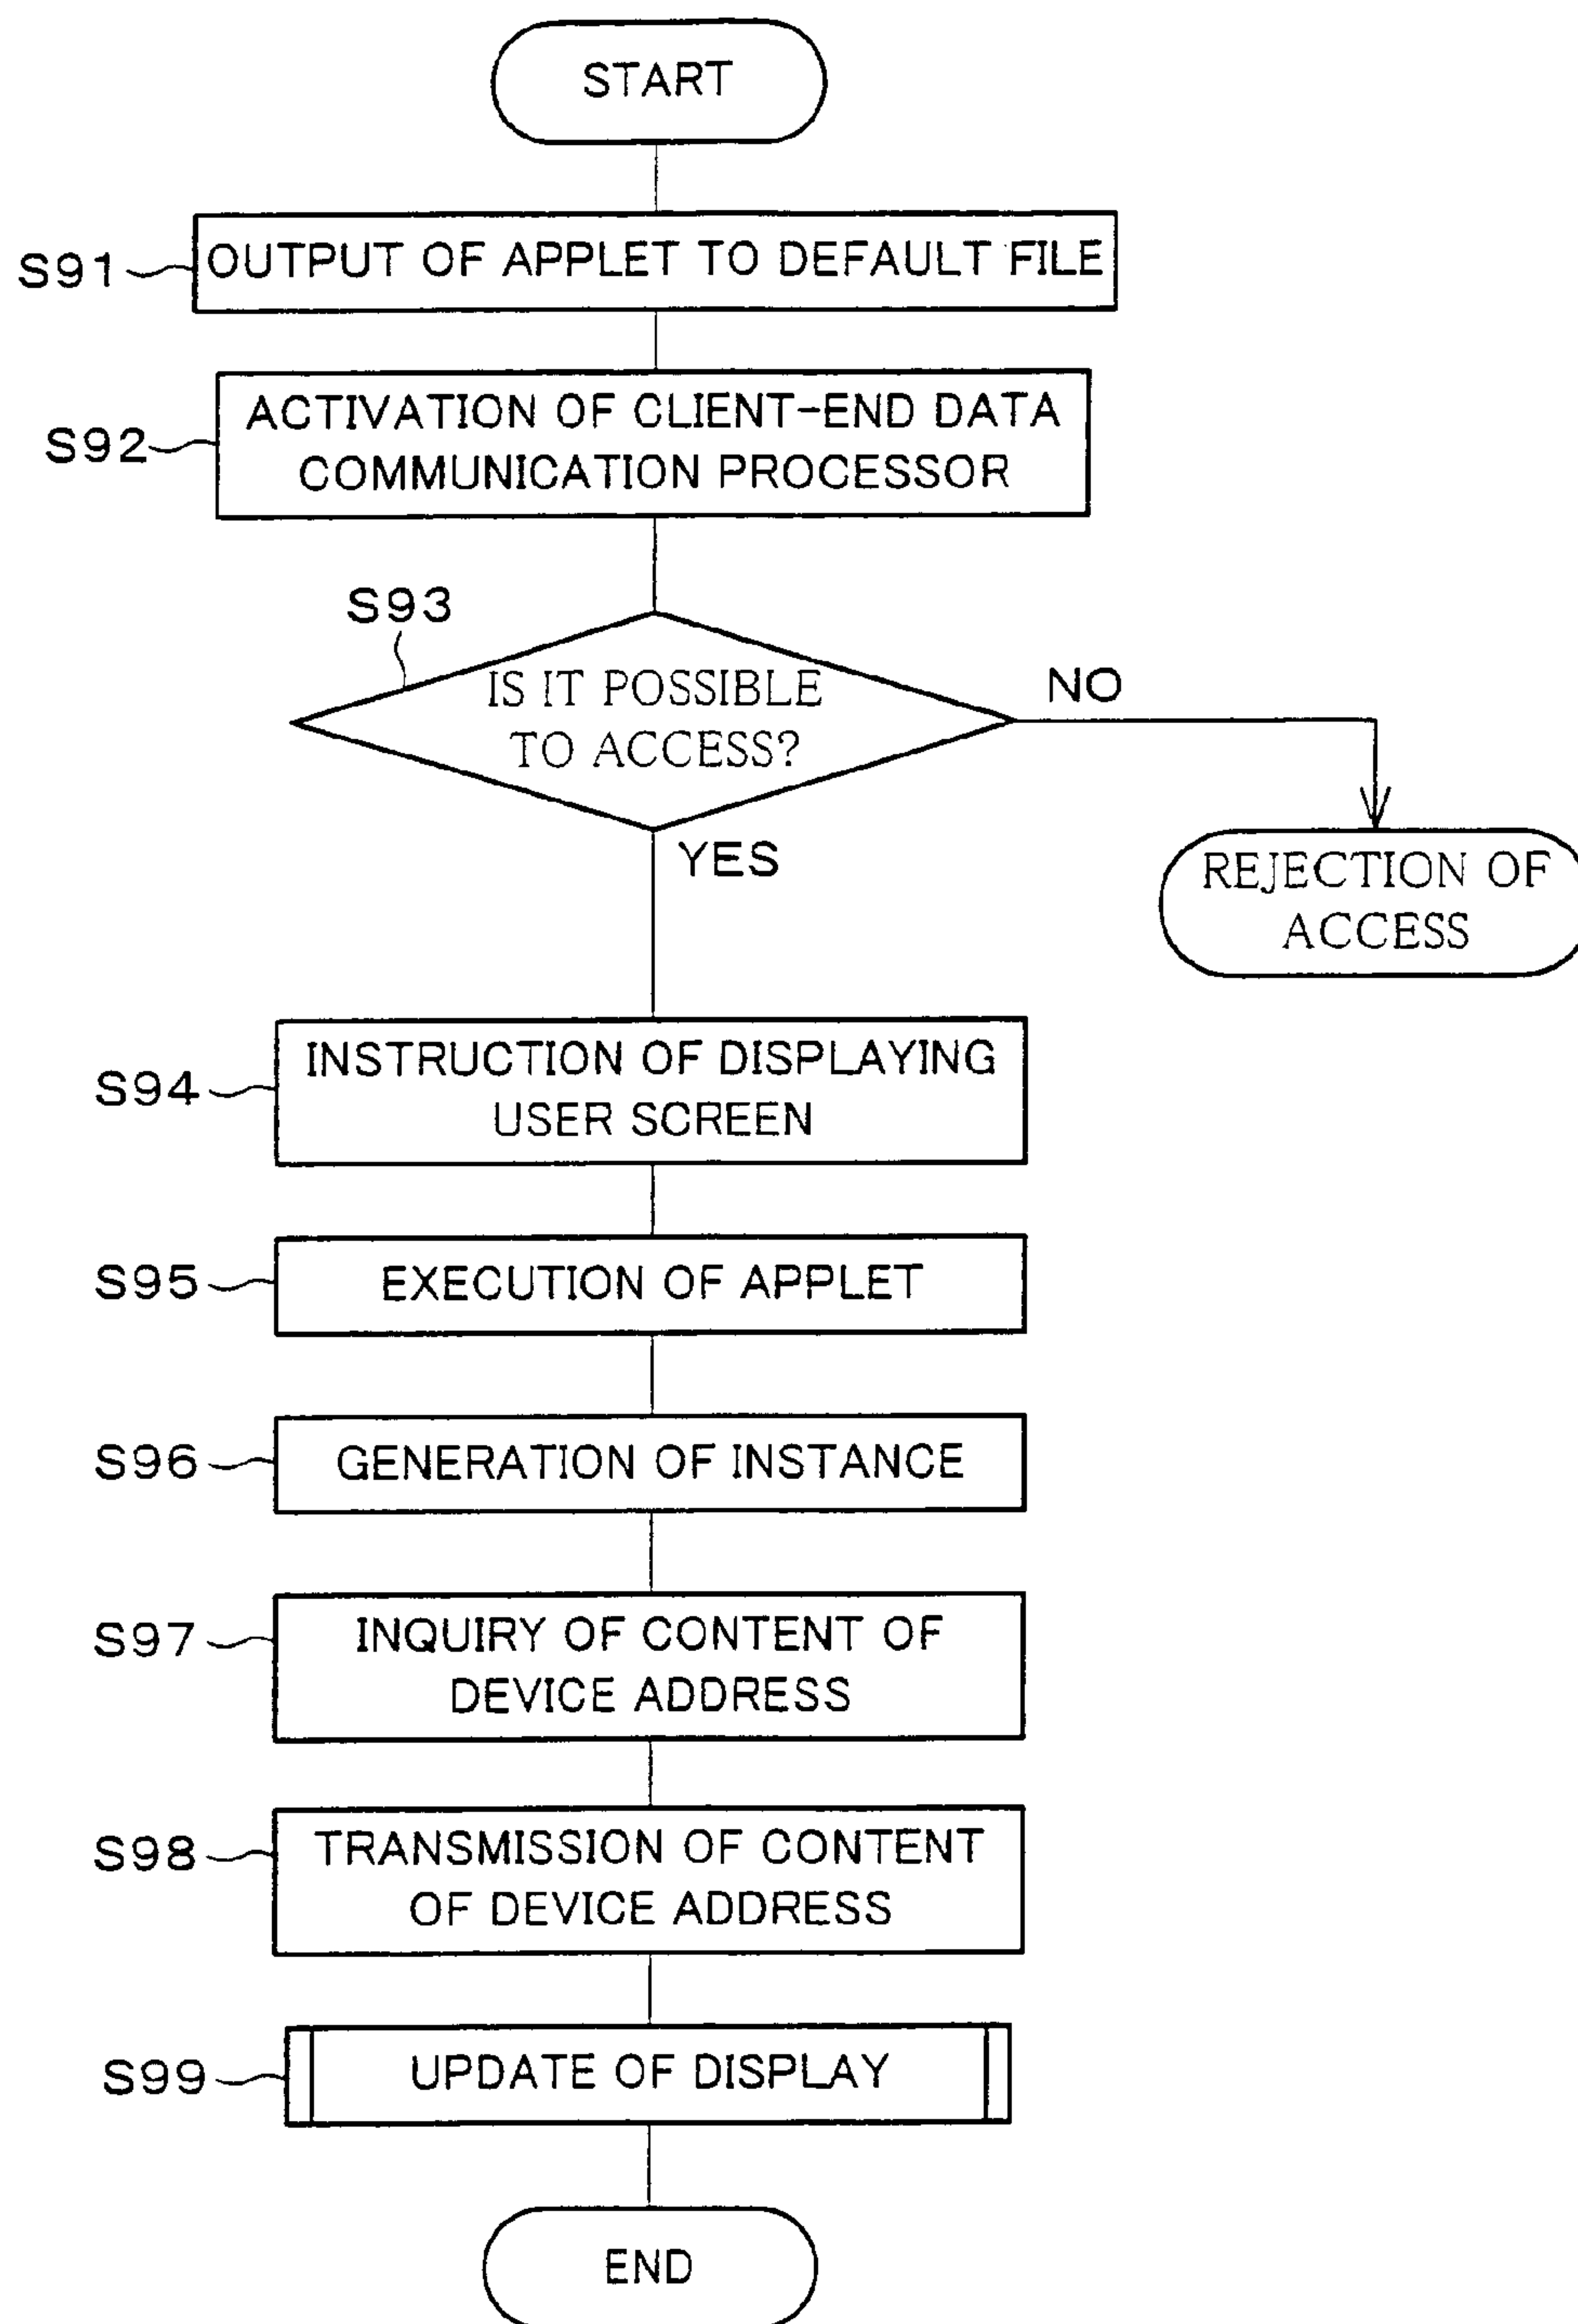 START
S91
OUTPUT OF APPLET TO DEFAULT FILE
S92
ACTIVATION OF CLIENT-END DATA
COMMUNICATION PROCESSOR
S93
IS IT POSSIBLE
TO ACCESS?
NO
YES
REJECTION OF
ACCESS
S94
INSTRUCTION OF DISPLAYING
USER SCREEN
S95
EXECUTION OF APPLET
S96
GENERATION OF INSTANCE
S97
INQUIRY OF CONTENT OF
DEVICE ADDRESS
S98
TRANSMISSION OF CONTENT
OF DEVICE ADDRESS
S99
UPDATE OF DISPLAY
END